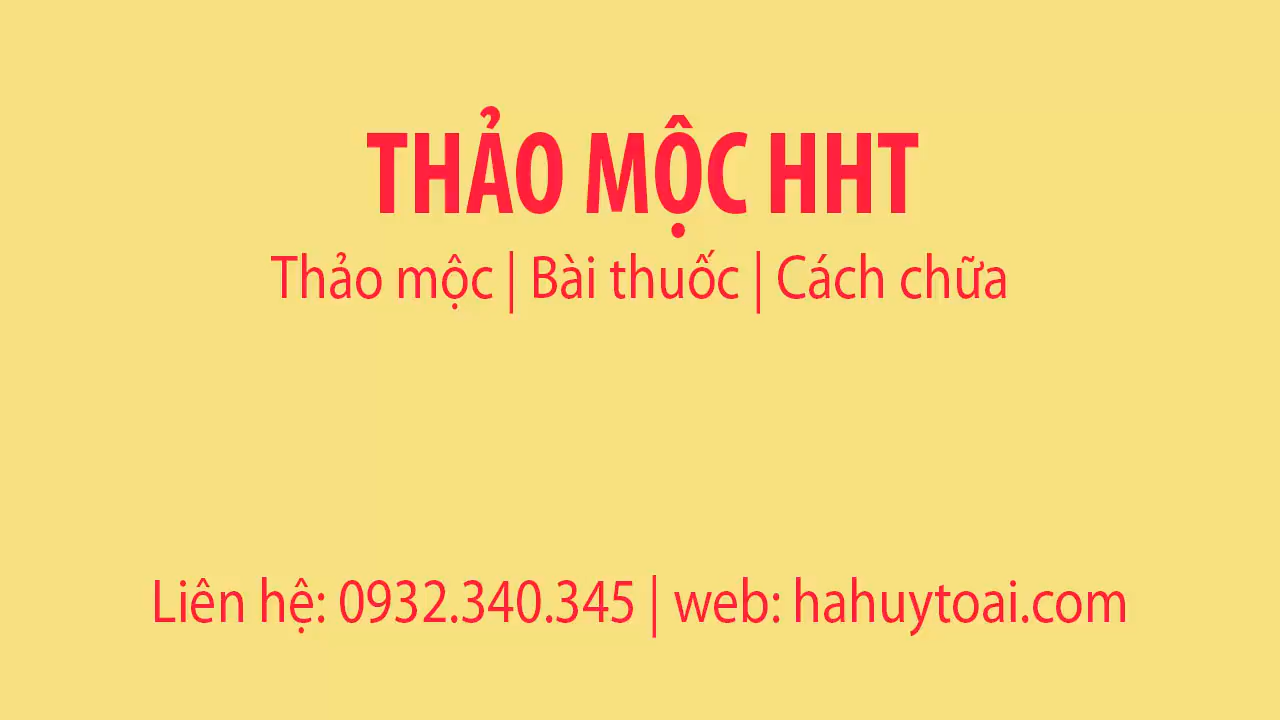 THẢO MỘC HHT
Thảo mộc | Bài thuốc | Cách chữa
Liên hệ: 0932.340.345 | web: hahuytoai.com